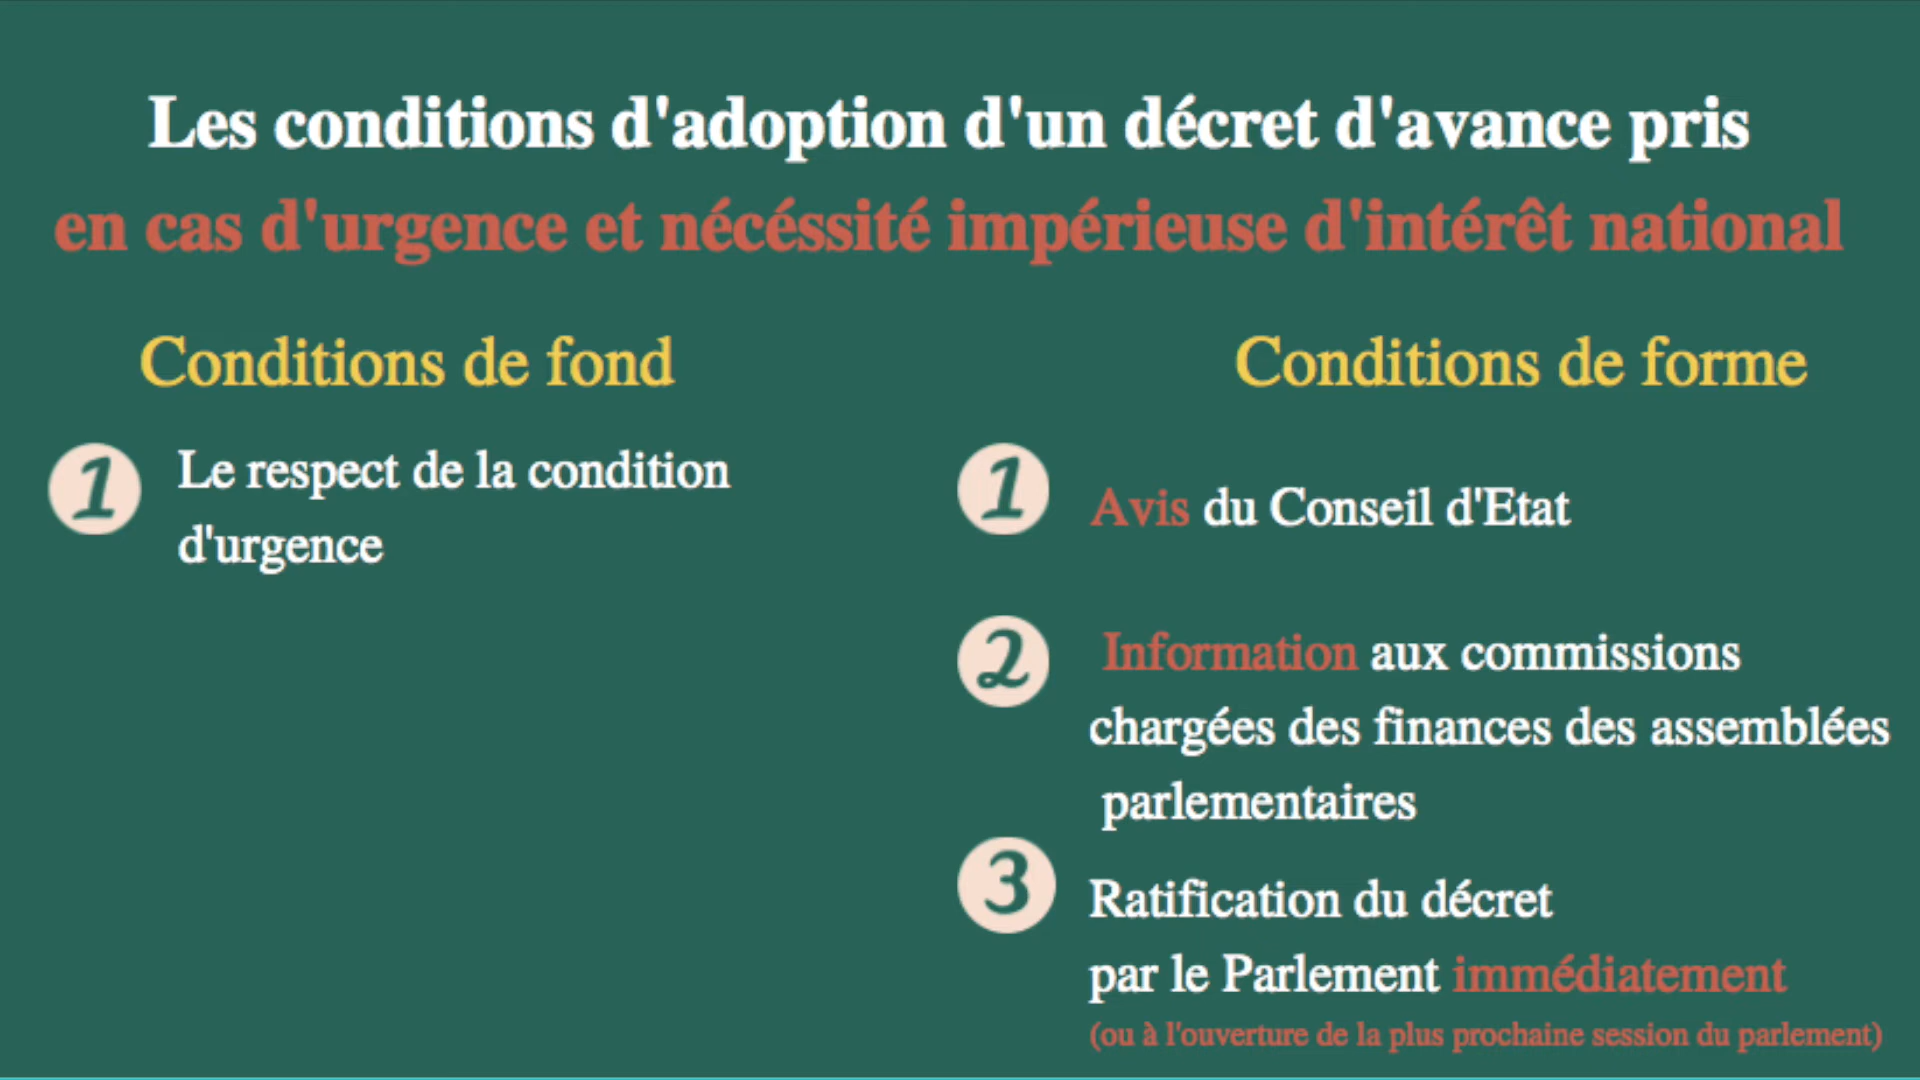 Les conditions d'adoption d'un décret d'avance pris
en cas d'urgence et nécéssité impérieuse d'intérêt national
Conditions de fond
1 Le respect de la condition
d'urgence
Conditions de forme
1 Avis du Conseil d'Etat
2 Information aux commissions
chargées des finances des assemblées
parlementaires
3 Ratification du décret
par le Parlement immédiatement
(ou à l'ouverture de la plus prochaine session du parlement)